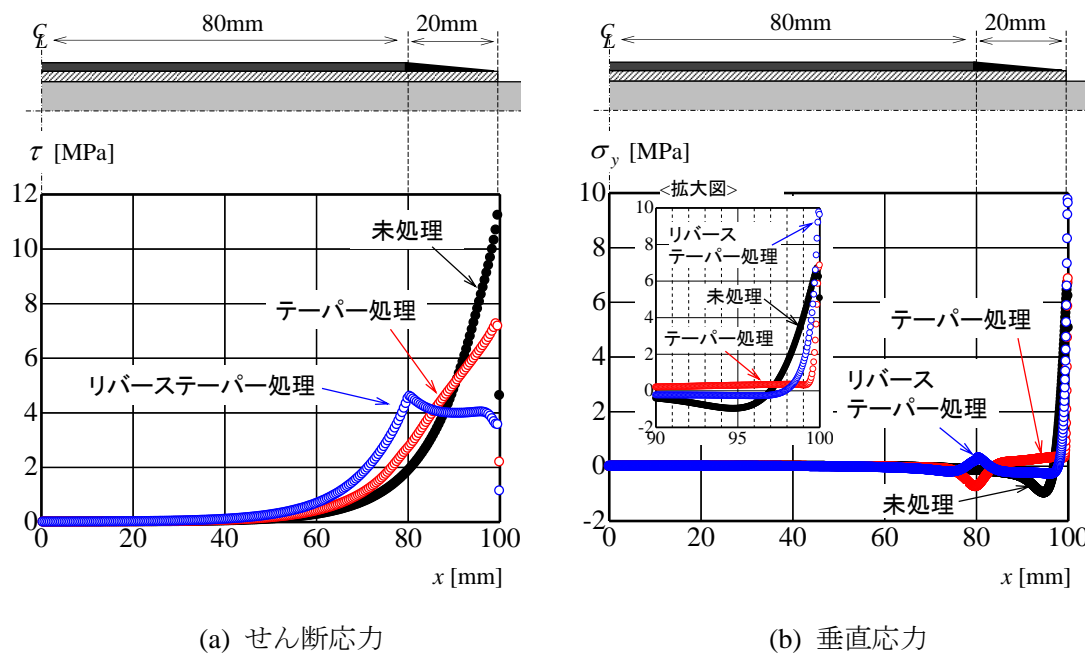 ℄ 80mm 20mm
τ [MPa]
12
10
8
6
4
2
0
0 20 40 60 80 100
x [mm]
未処理
テーパー処理
リバーステーパー処理
(a) せん断応力
℄ 80mm 20mm
σy [MPa]
10
8
6
4
2
0
-2
0 20 40 60 80 100
x [mm]
<拡大図>
10
8
6
4
2
0
-2
90 95 100
リバース
テーパー処理
未処理
テーパー処理
テーパー処理
リバース
テーパー処理
未処理
(b) 垂直応力